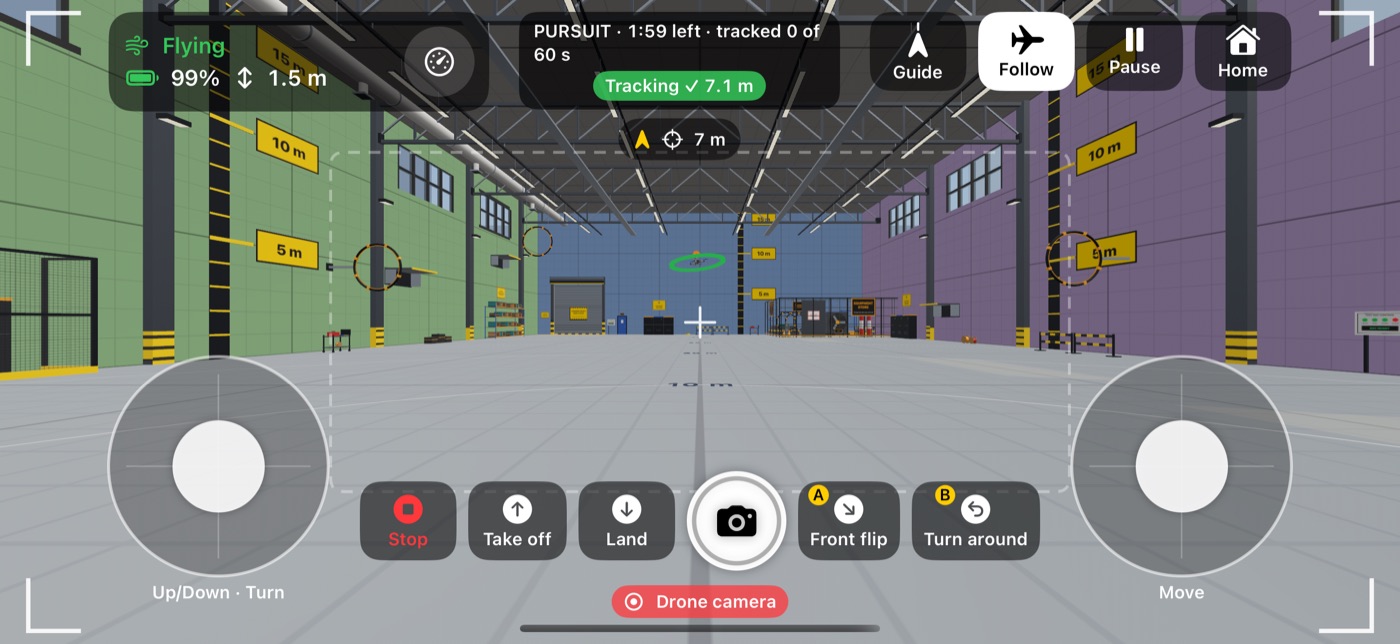 Flying
99% 1.5 m
PURSUIT · 1:59 left · tracked 0 of
60 s
Tracking ✓ 7.1 m
7 m
Guide
Follow
Pause
Home
15 m
10 m
5 m
15
10 m
5 m
10 m
5 m
10 m
Stop
Take off
Land
A
Front flip
B
Turn around
Up/Down · Turn
Move
Drone camera